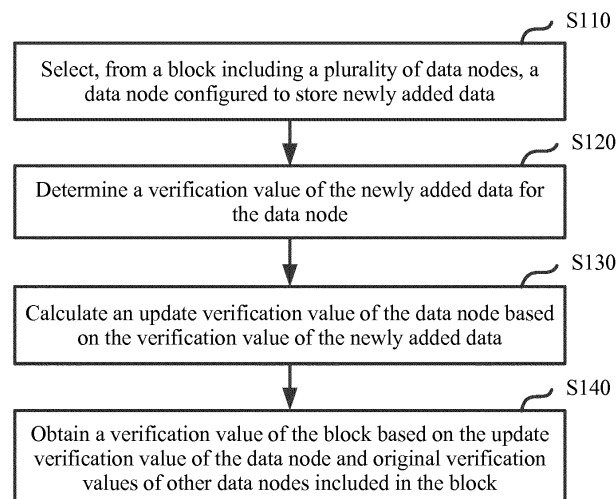 S110
Select, from a block including a plurality of data nodes, a
data node configured to store newly added data
S120
Determine a verification value of the newly added data for
the data node
S130
Calculate an update verification value of the data node based
on the verification value of the newly added data
S140
Obtain a verification value of the block based on the update
verification value of the data node and original verification
values of other data nodes included in the block